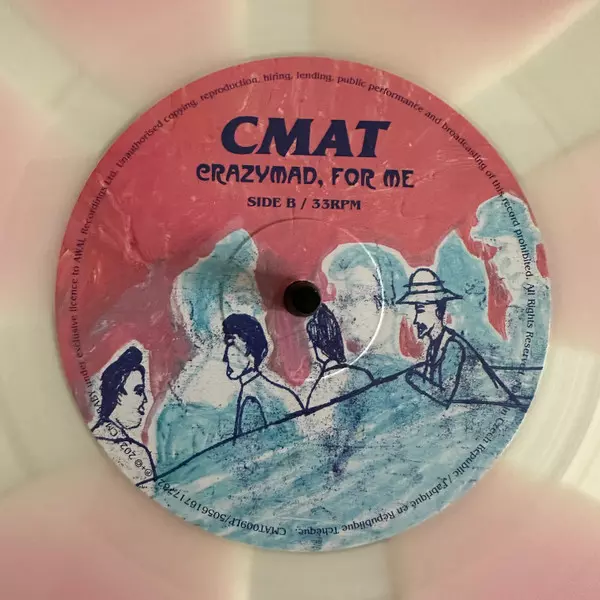 CMAT
CRAZYMAD, FOR ME
SIDE B / 33RPM
under exclusive licence to AWAL Recordings Ltd. Unauthorised copying, reproduction, hiring, lending, public performance and broadcasting of this record prohibited. All Rights Reserved.
Czech Republic / Fabriqué en République Tchèque.